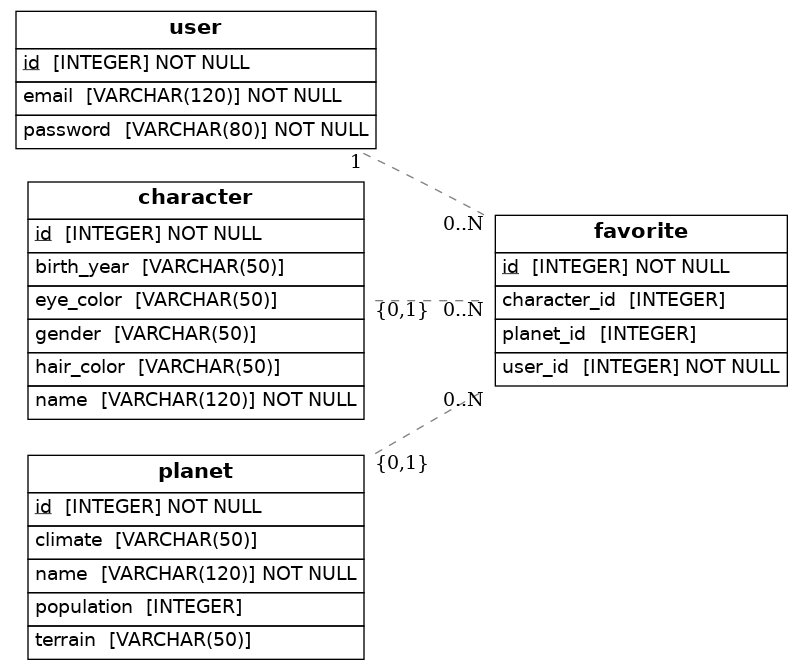 user
id [INTEGER] NOT NULL
email [VARCHAR(120)] NOT NULL
password [VARCHAR(80)] NOT NULL
1
0..N
character
id [INTEGER] NOT NULL
birth_year [VARCHAR(50)]
eye_color [VARCHAR(50)]
gender [VARCHAR(50)]
hair_color [VARCHAR(50)]
name [VARCHAR(120)] NOT NULL
{0,1}
0..N
favorite
id [INTEGER] NOT NULL
character_id [INTEGER]
planet_id [INTEGER]
user_id [INTEGER] NOT NULL
0..N
{0,1}
planet
id [INTEGER] NOT NULL
climate [VARCHAR(50)]
name [VARCHAR(120)] NOT NULL
population [INTEGER]
terrain [VARCHAR(50)]